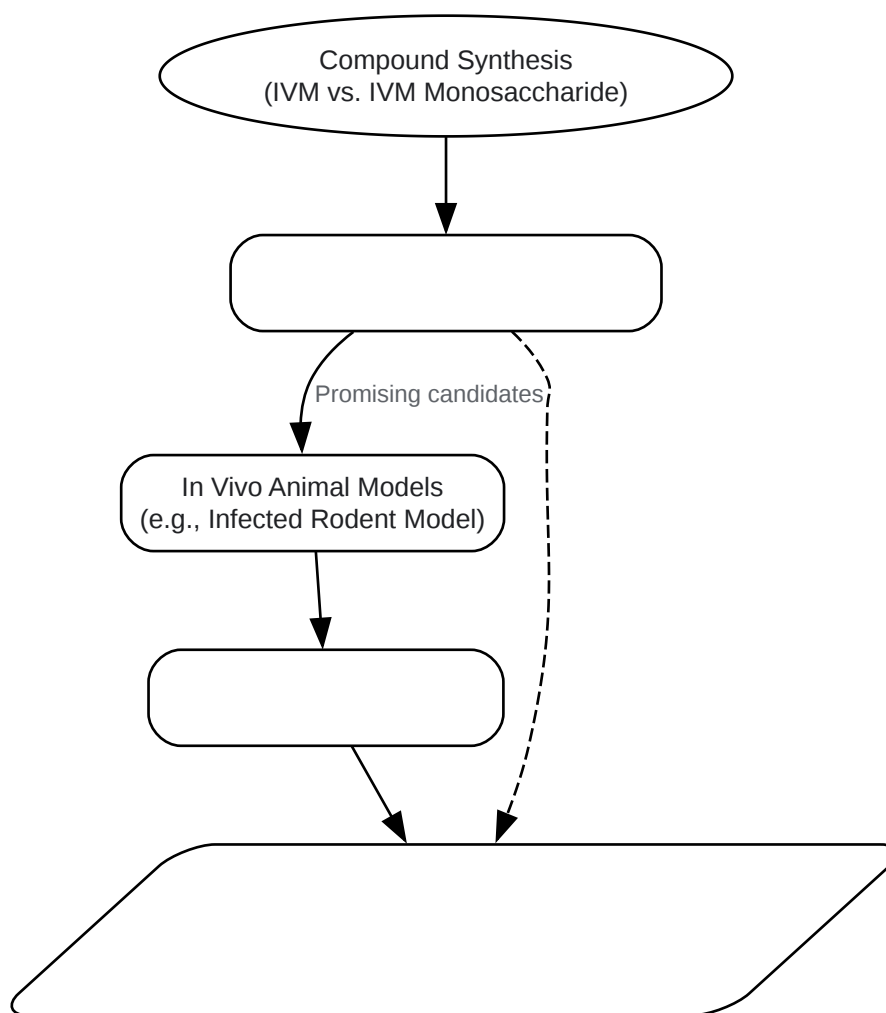 Compound Synthesis
(IVM vs. IVM Monosaccharide)
Promising candidates
In Vivo Animal Models
(e.g., Infected Rodent Model)